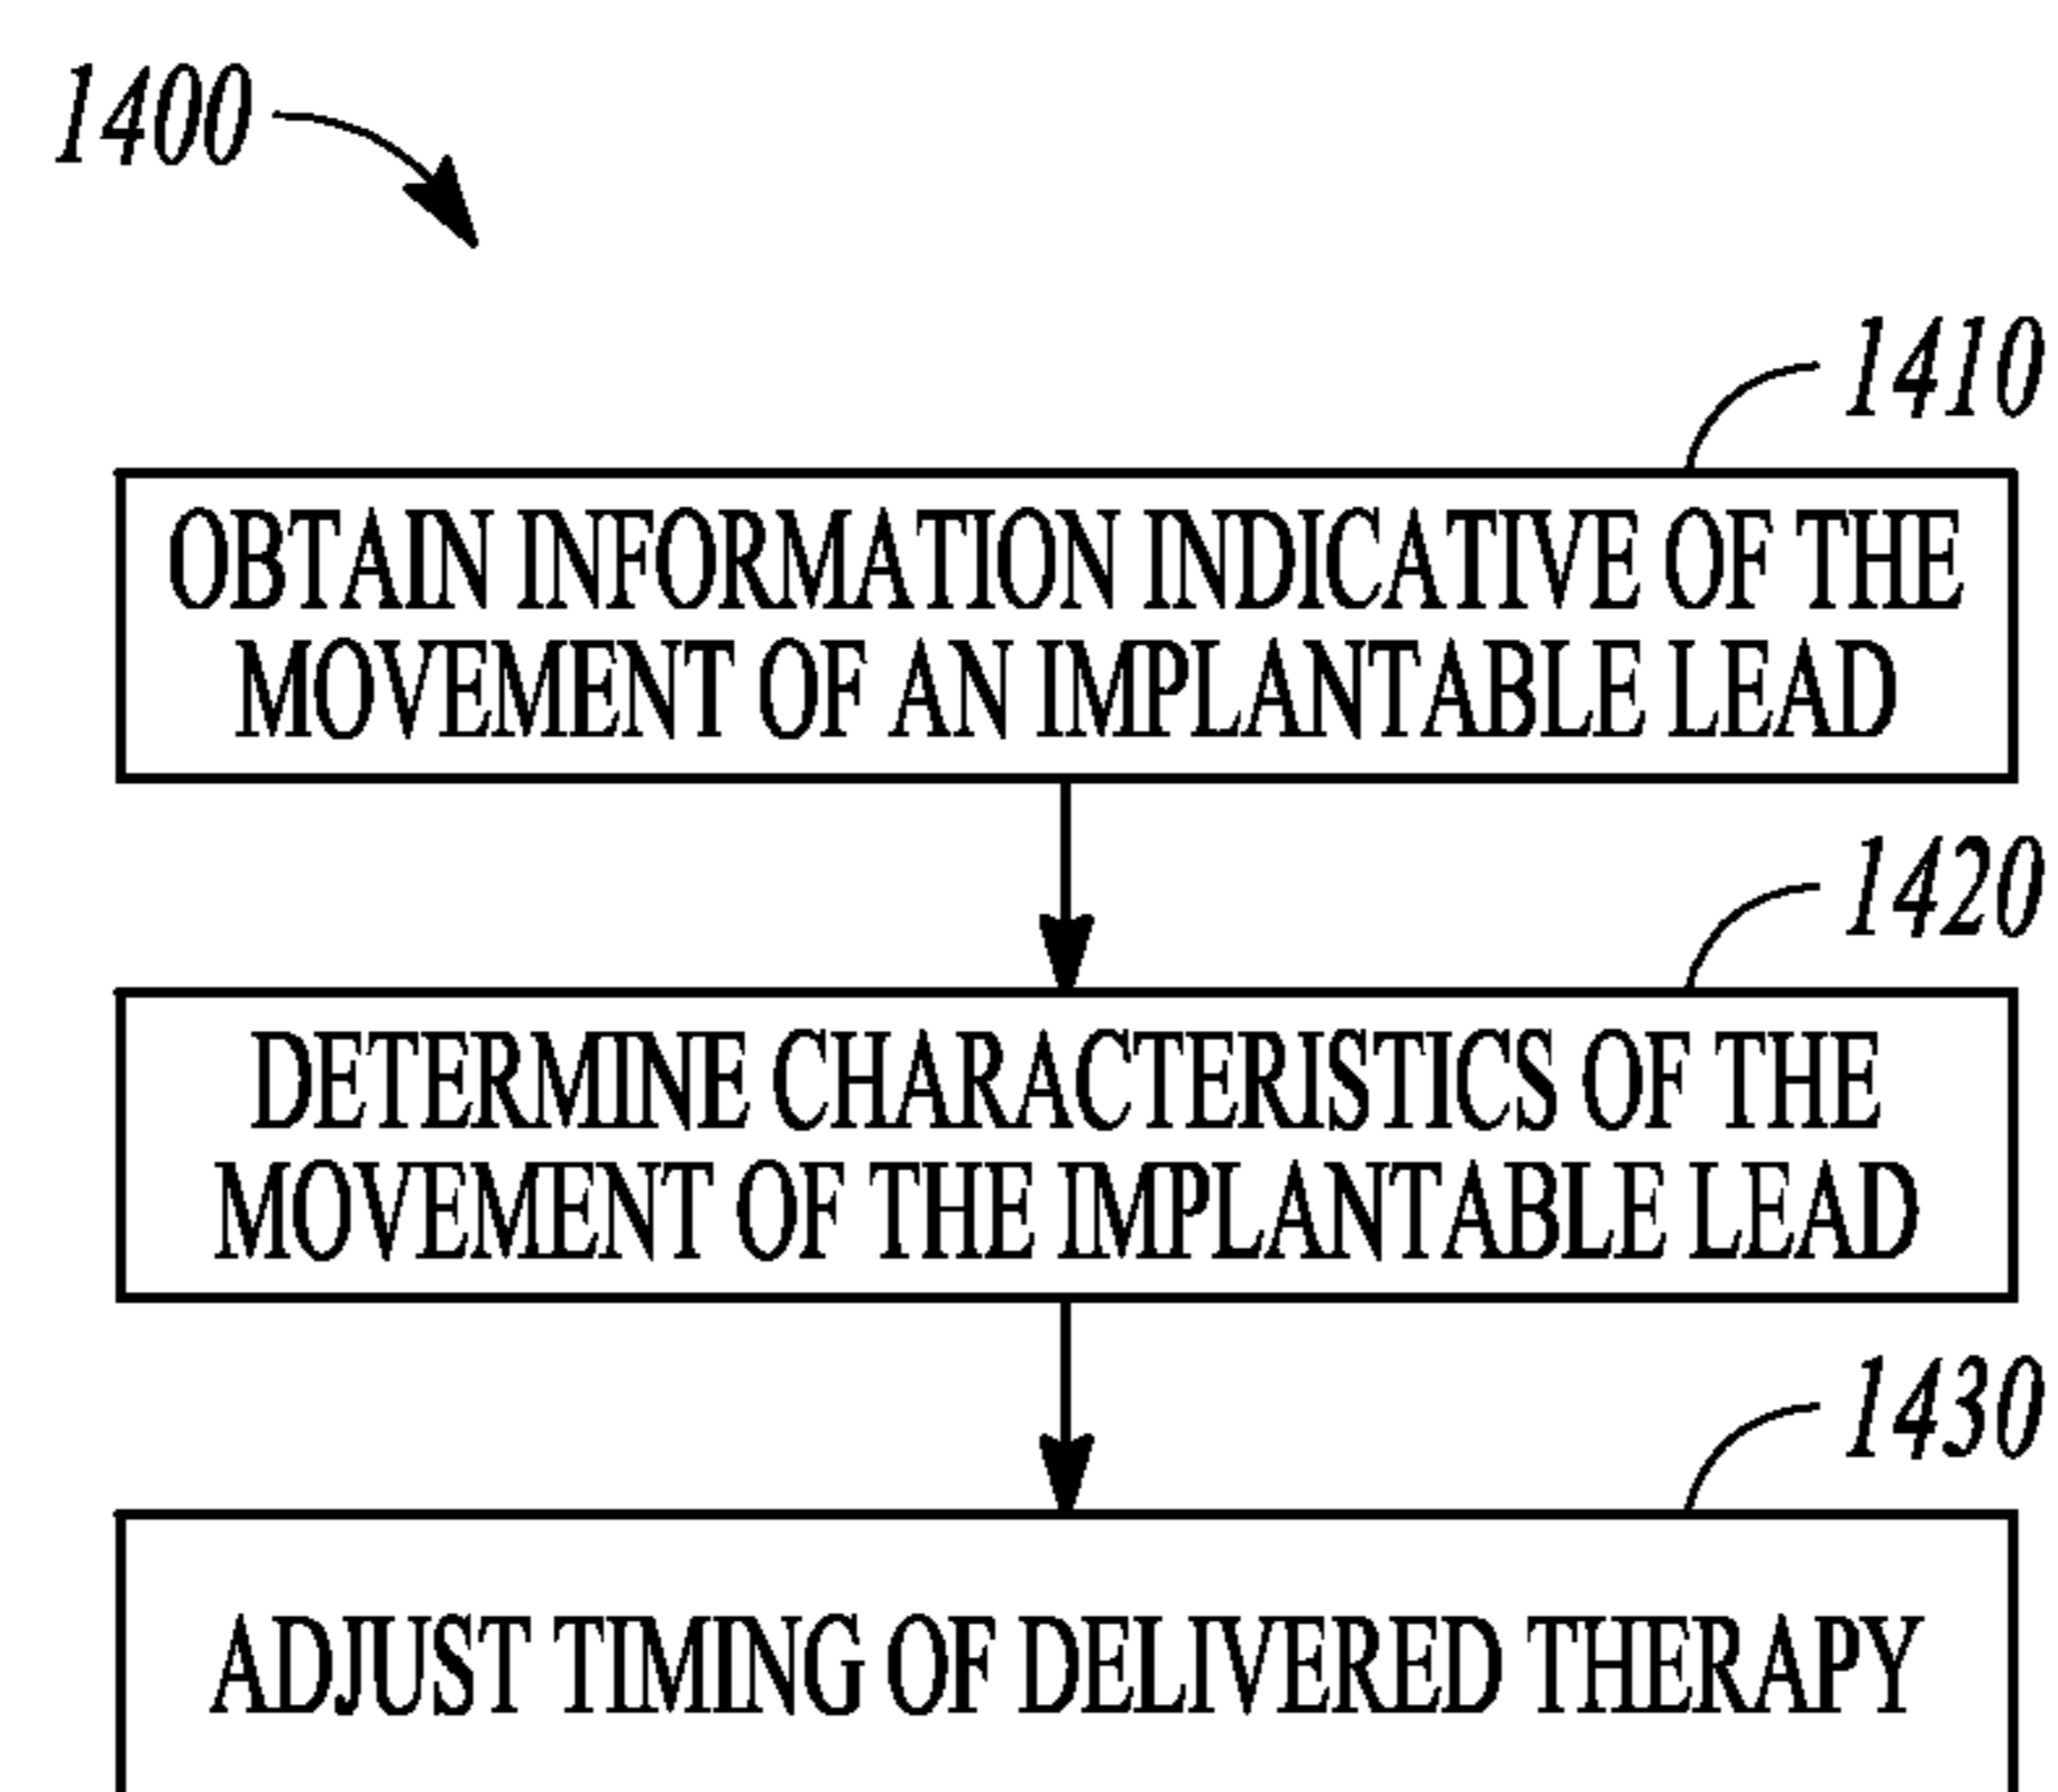 1400
1410
OBTAIN INFORMATION INDICATIVE OF THE
MOVEMENT OF AN IMPLANTABLE LEAD
1420
DETERMINE CHARACTERISTICS OF THE
MOVEMENT OF THE IMPLANTABLE LEAD
1430
ADJUST TIMING OF DELIVERED THERAPY